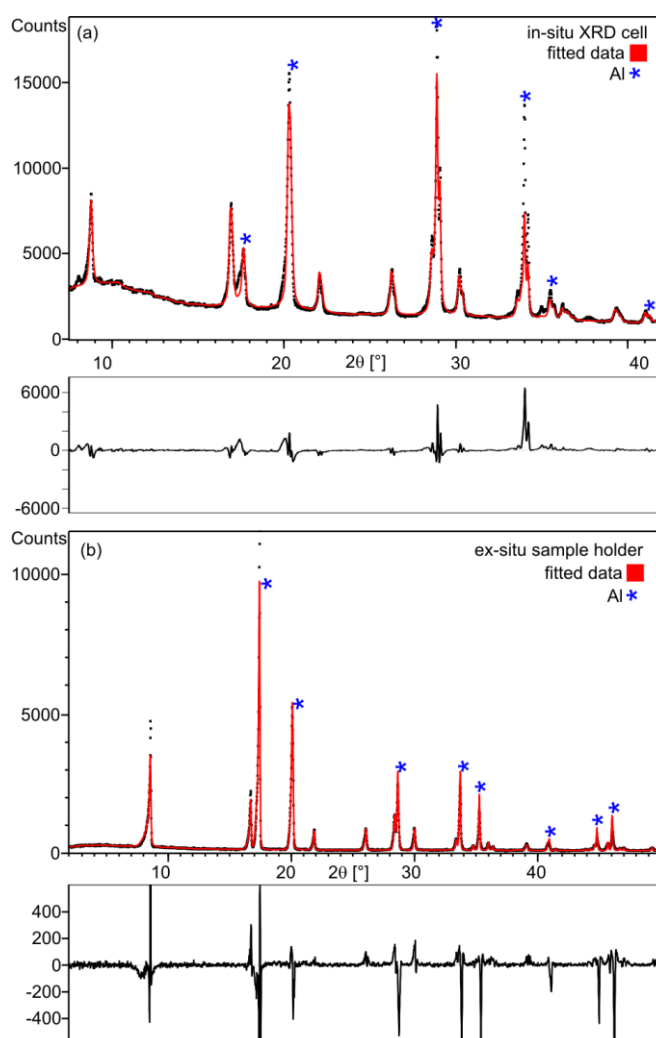 Counts
(a)
in-situ XRD cell
fitted data
Al
15000
10000
5000
0
10
20
30
40
2θ [°]
6000
0
-6000
Counts
(b)
ex-situ sample holder
fitted data
Al
10000
5000
0
10
20
2θ [°]
30
40
400
200
0
-200
-400